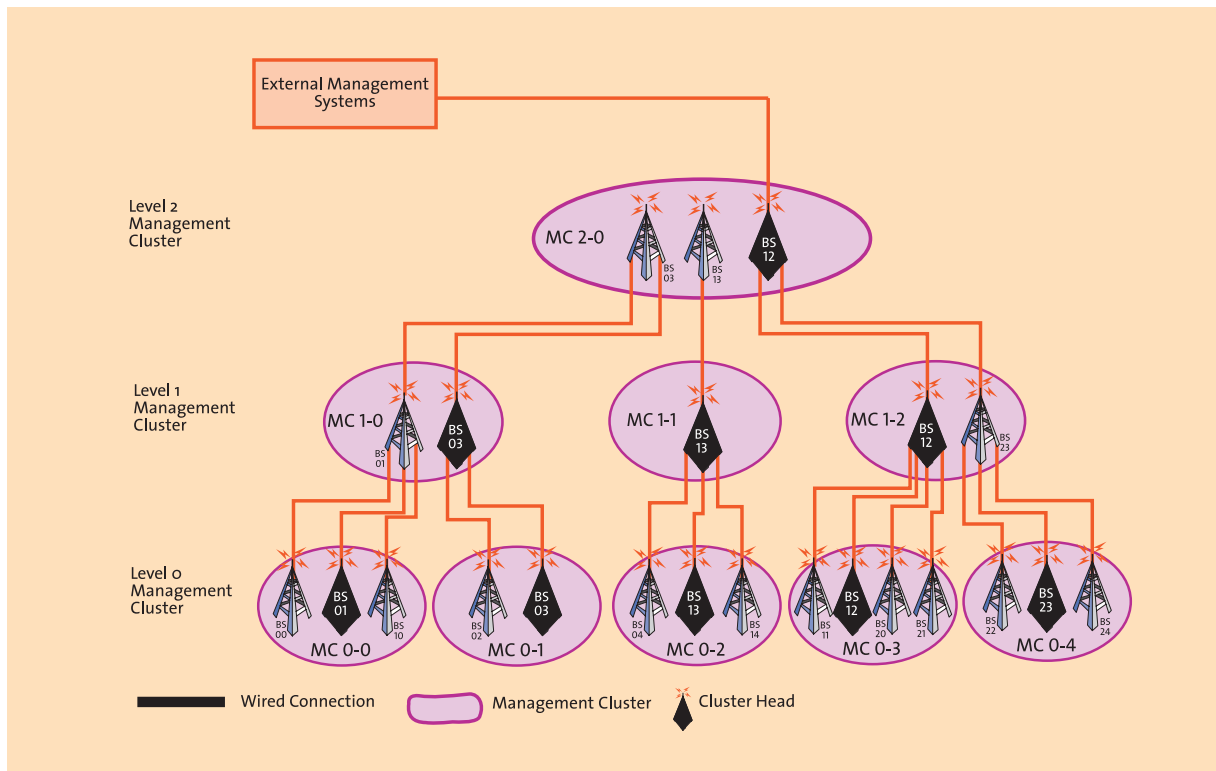 External Management
Systems
Level 2
Management
Cluster
MC 2-0
BS
03
BS
13
BS
12
Level 1
Management
Cluster
MC 1-0
BS
01
BS
03
MC 1-1
BS
13
MC 1-2
BS
12
BS
23
Level 0
Management
Cluster
BS
00
BS
01
BS
10
MC 0-0
BS
02
BS
03
MC 0-1
BS
04
BS
13
BS
14
MC 0-2
BS
11
BS
12
BS
20
BS
21
MC 0-3
BS
22
BS
23
BS
24
MC 0-4
Wired Connection
Management Cluster
Cluster Head